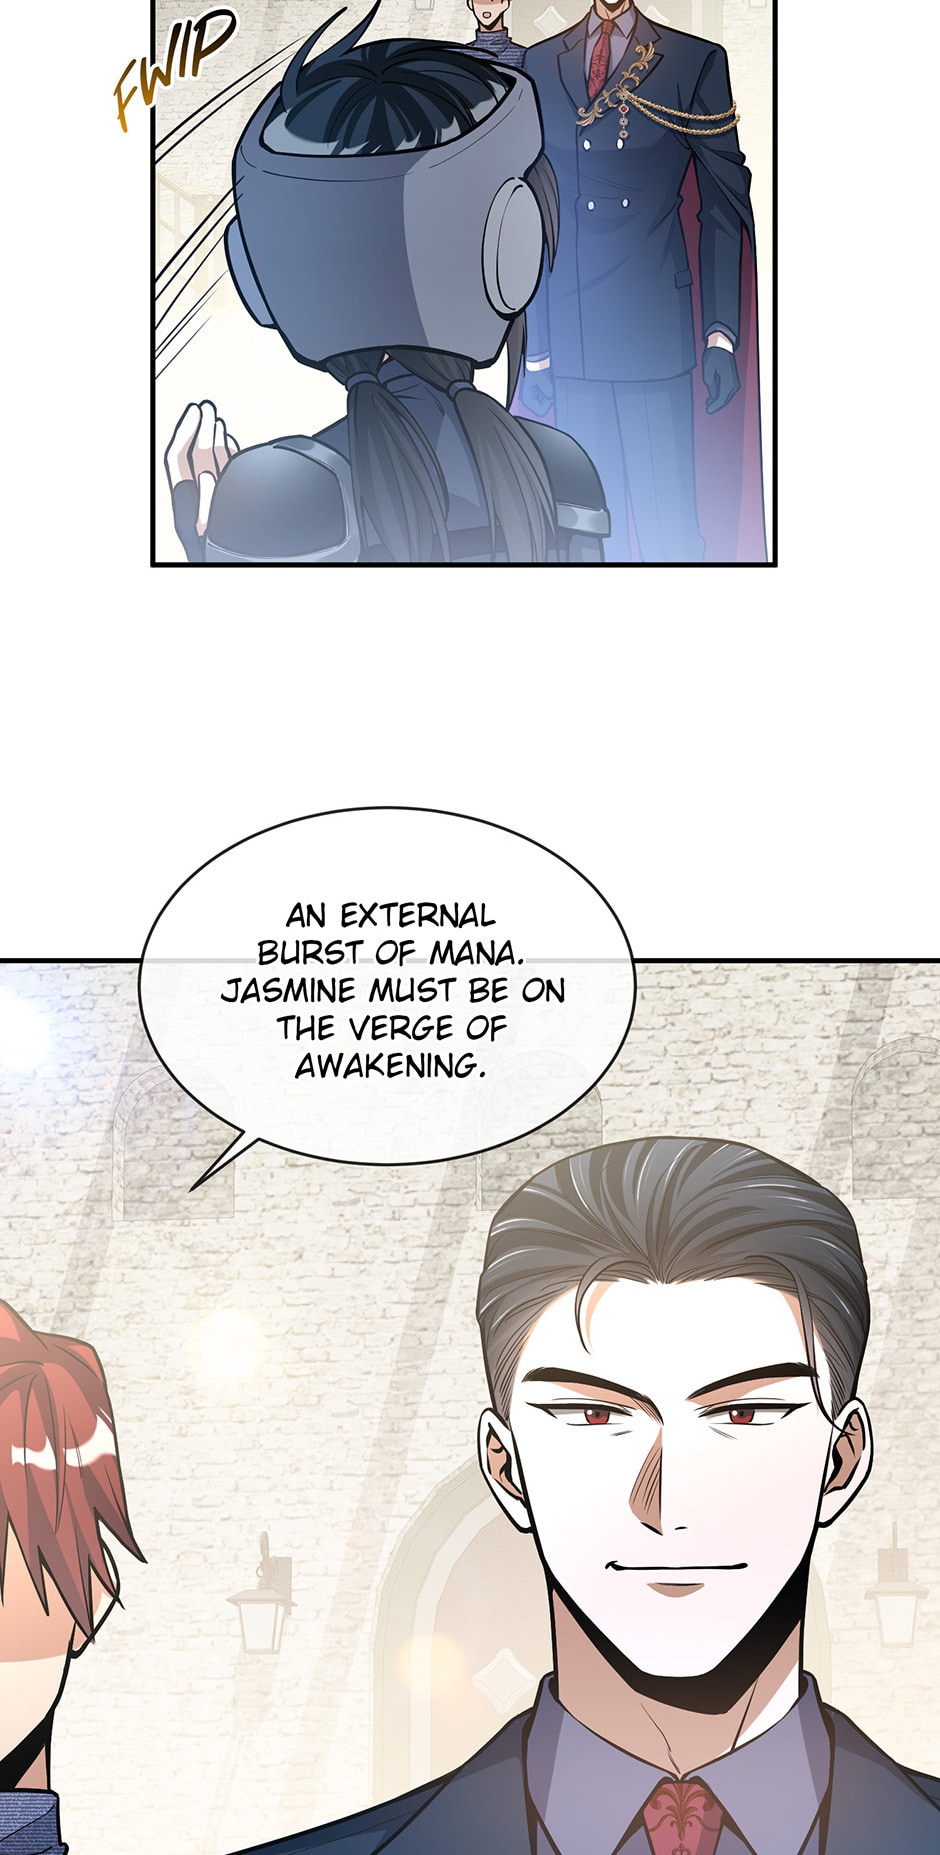 FWIP
AN EXTERNAL
BURST OF MANA.
JASMINE MUST BE ON
THE VERGE OF
AWAKENING.